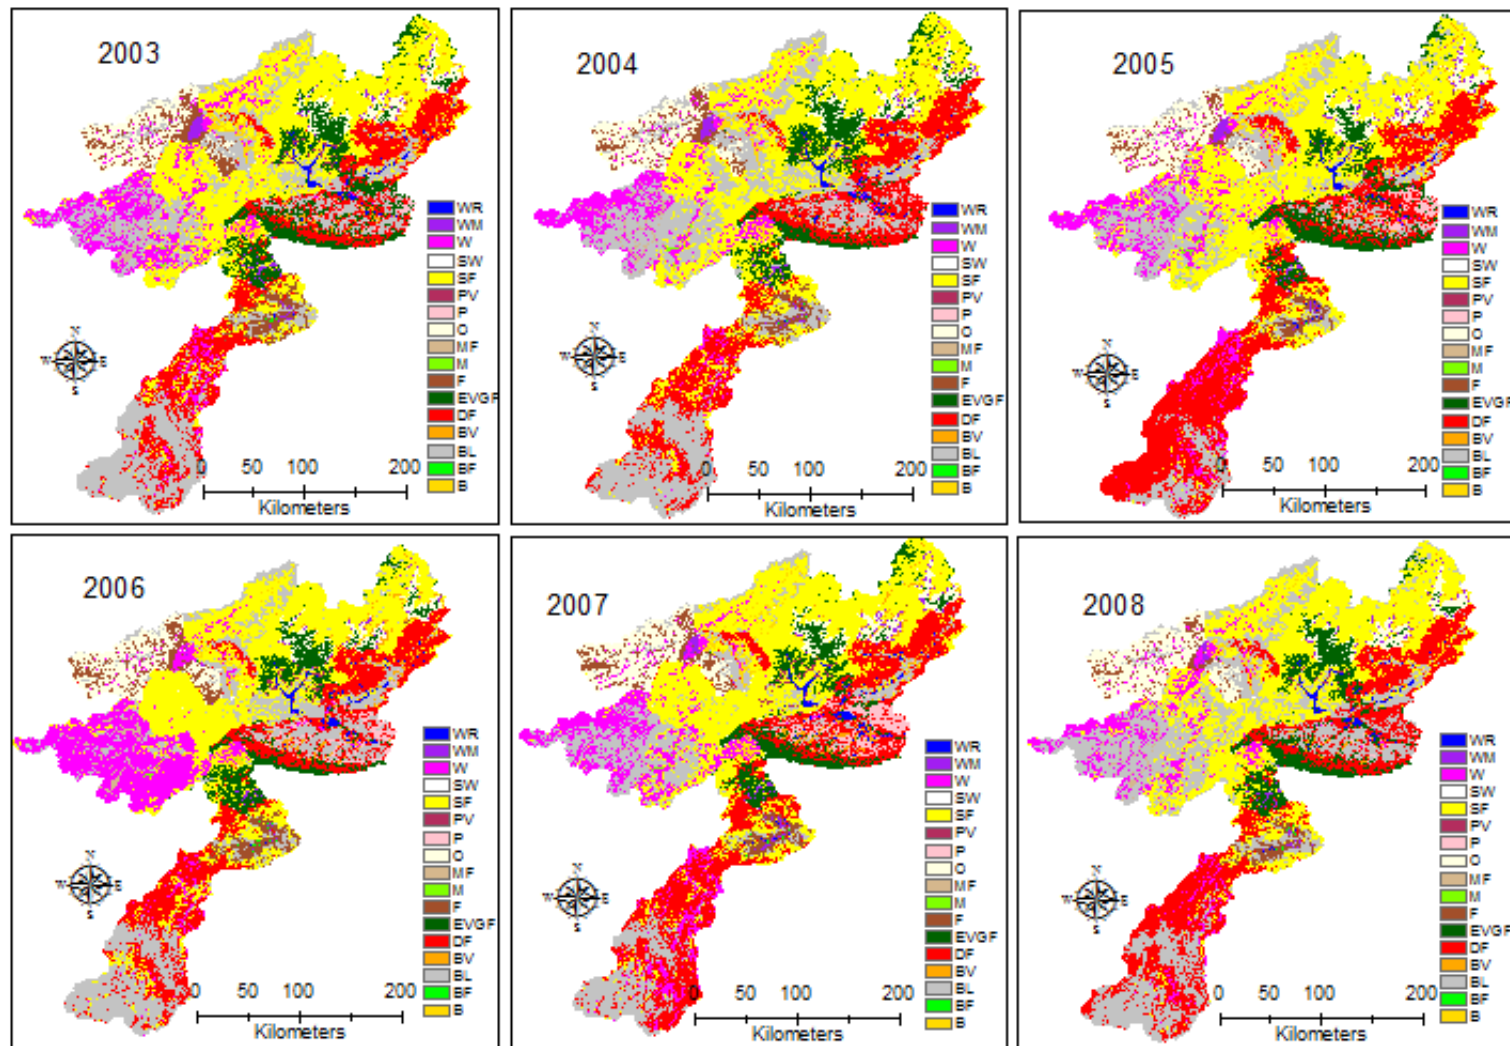 2003
N
W E
S
WR
WM
W
SW
SF
PV
P
O
MF
M
F
EVGF
DF
BV
BL
BF
B
0 50 100 200
Kilometers
2004
N
W E
S
WR
WM
W
SW
SF
PV
P
O
MF
M
F
EVGF
DF
BV
BL
BF
B
0 50 100 200
Kilometers
2005
N
W E
S
WR
WM
W
SW
SF
PV
P
O
MF
M
F
EVGF
DF
BV
BL
BF
B
0 50 100 200
Kilometers
2006
N
W E
S
WR
WM
W
SW
SF
PV
P
O
MF
M
F
EVGF
DF
BV
BL
BF
B
0 50 100 200
Kilometers
2007
N
W E
S
WR
WM
W
SW
SF
PV
P
O
MF
M
F
EVGF
DF
BV
BL
BF
B
0 50 100 200
Kilometers
2008
N
W E
S
WR
WM
W
SW
SF
PV
P
O
MF
M
F
EVGF
DF
BV
BL
BF
B
0 50 100 200
Kilometers